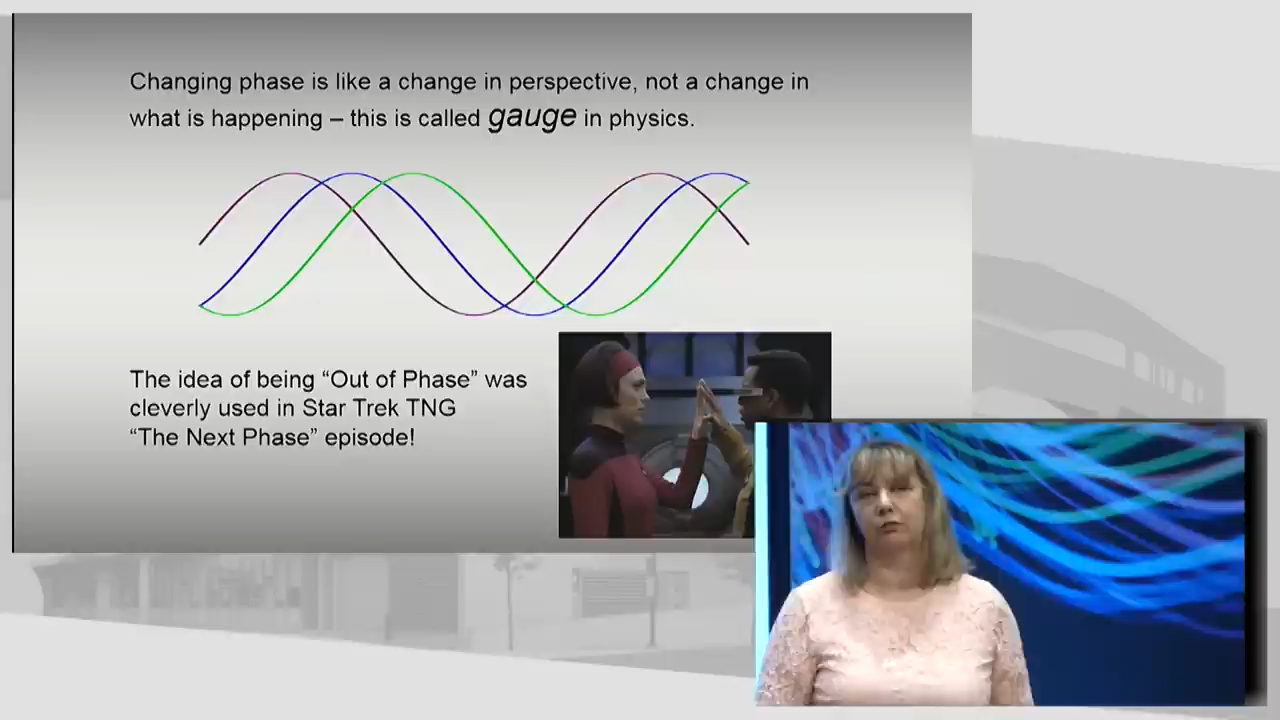 Changing phase is like a change in perspective, not a change in
what is happening – this is called gauge in physics.
The idea of being “Out of Phase” was
cleverly used in Star Trek TNG
“The Next Phase” episode!